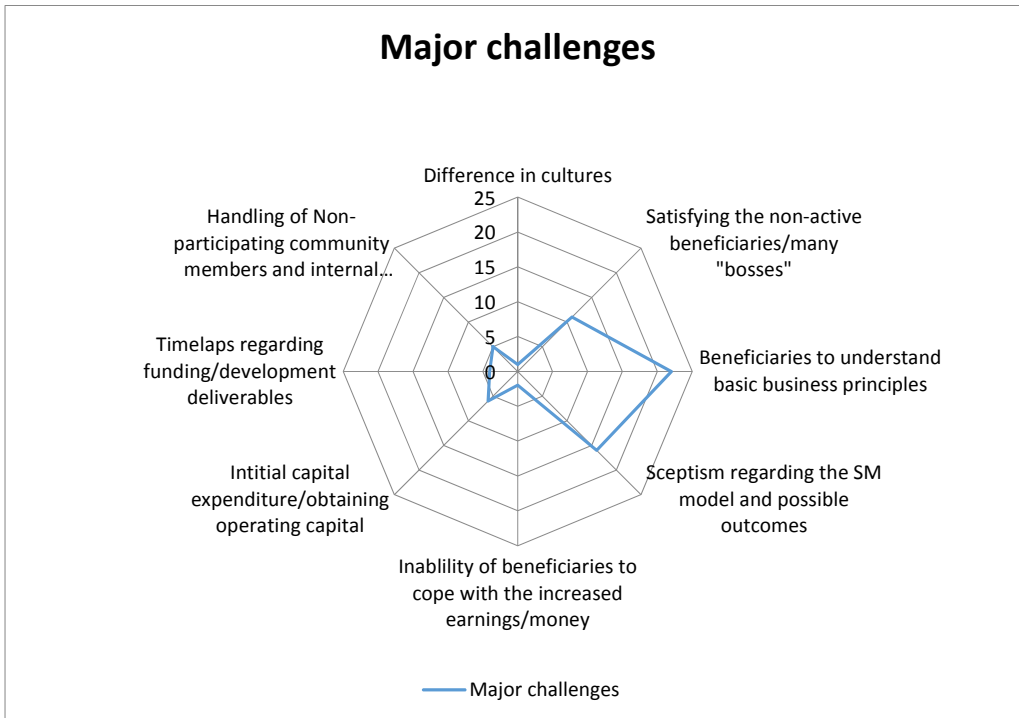 Major challenges
Difference in cultures
25
20
15
10
5
0
Satisfying the non-active
beneficiaries/many
"bosses"
Beneficiaries to understand
basic business principles
Sceptism regarding the SM
model and possible
outcomes
Inablility of beneficiaries to
cope with the increased
earnings/money
Intitial capital
expenditure/obtaining
operating capital
Timelaps regarding
funding/development
deliverables
Handling of Non-
participating community
members and internal...
Major challenges